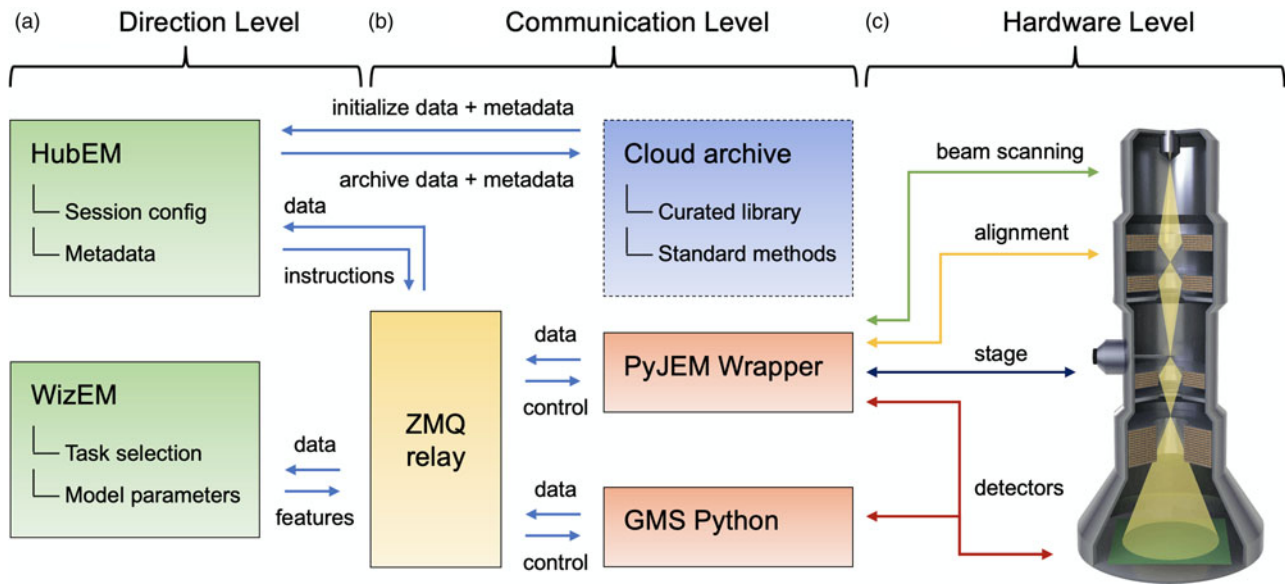 (a) Direction Level
(b) Communication Level
(c) Hardware Level
initialize data + metadata
archive data + metadata
HubEM
Session config
Metadata
data
instructions
Cloud archive
Curated library
Standard methods
beam scanning
alignment
stage
detectors
WizEM
Task selection
Model parameters
data
features
ZMQ
relay
data
control
PyJEM Wrapper
data
control
GMS Python